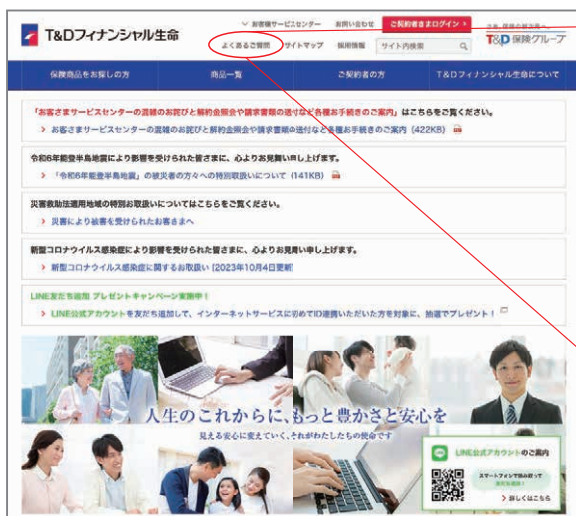 T&Dフィナンシャル生命
お客様サービスセンター
お問い合わせ
ご契約者さまログイン
よくあるご質問
サイトマップ
採用情報
サイト内検索
T&D 保険グループ
保険商品をお探しの方
商品一覧
ご契約者の方
T&Dフィナンシャル生命について
「お客さまサービスセンターの混雑のお詫びと解約金照会や請求書類の送付など各種お手続きのご案内」はこちらをご覧ください。
お客さまサービスセンターの混雑のお詫びと解約金照会や請求書類の送付など各種お手続きのご案内 (422KB)
令和6年能登半島地震により影響を受けられた皆さまに、心よりお見舞い申し上げます。
「令和6年能登半島地震」の被災者の方々への特別取扱いについて (141KB)
災害救助法適用地域の特別お取扱いについてはこちらをご覧ください。
災害により被害を受けられたお客さまへ
新型コロナウイルス感染症により影響を受けられた皆さまに、心よりお見舞い申し上げます。
新型コロナウイルス感染症に関するお取扱い [2023年10月4日更新]
LINE友だち追加 プレゼントキャンペーン実施中！
LINE公式アカウントを友だち追加して、インターネットサービスに初めてID連携いただいた方を対象に、抽選でプレゼント！
人生のこれからに、もっと豊かさと安心を
見える安心に変えていく、それがわたしたちの使命です
LINE公式アカウントのご案内
スマートフォンで読み取って
詳しくはこちら